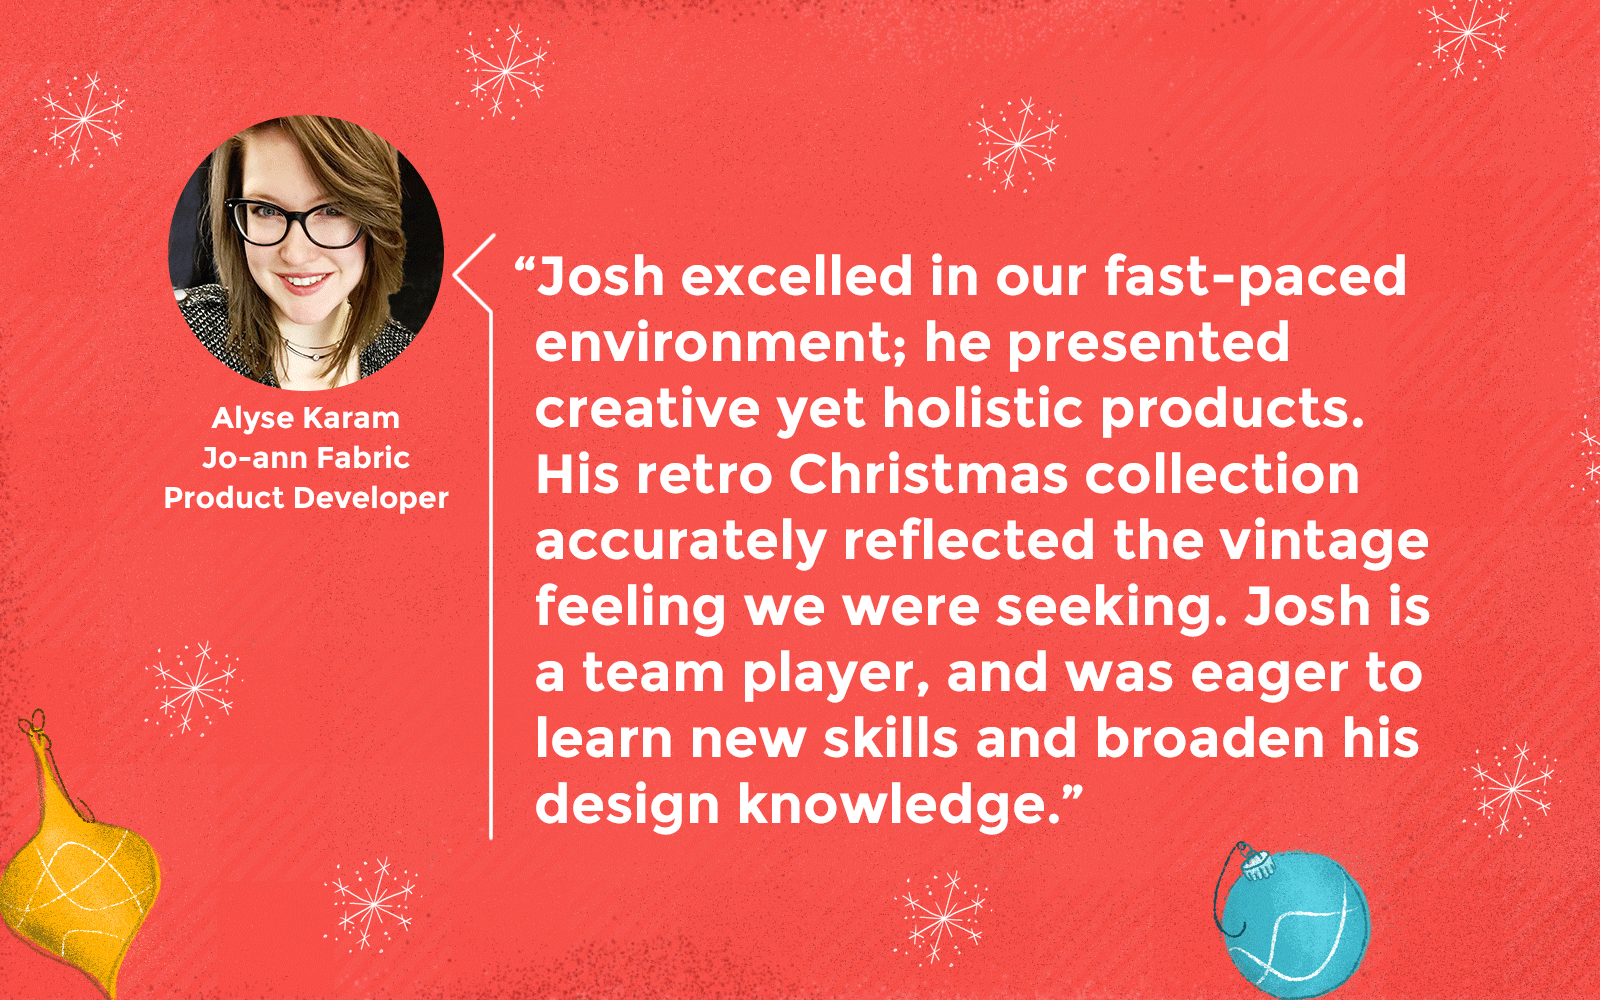 Alyse Karam
Jo-ann Fabric
Product Developer
“Josh excelled in our fast-paced
environment; he presented
creative yet holistic products.
His retro Christmas collection
accurately reflected the vintage
feeling we were seeking. Josh is
a team player, and was eager to
learn new skills and broaden his
design knowledge.”